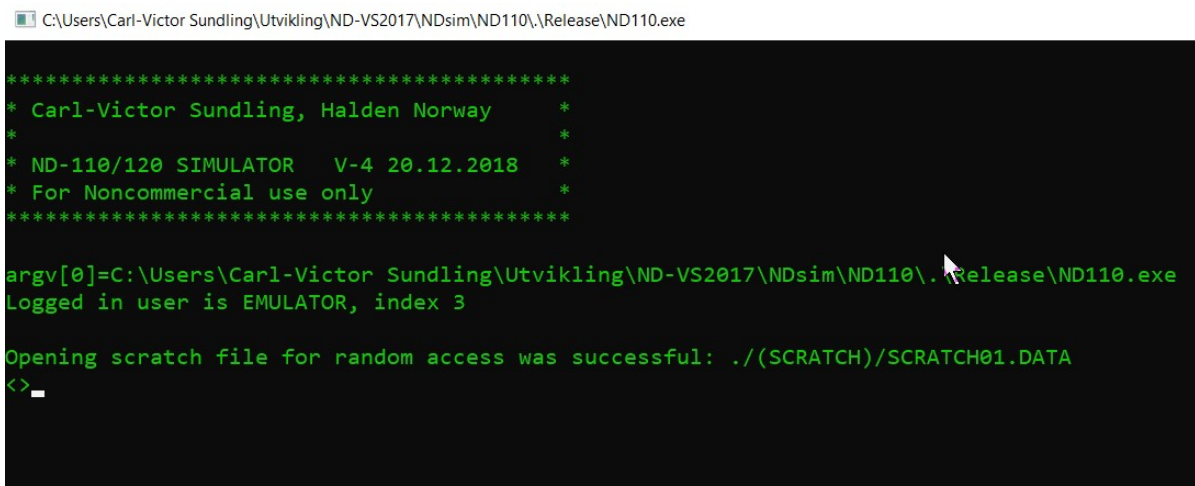 C:\Users\Carl-Victor Sundling\Utvikling\ND-VS2017\NDsim\ND110\.\Release\ND110.exe
*******************************************
* Carl-Victor Sundling, Halden Norway     *
*                                         *
* ND-110/120 SIMULATOR   V-4 20.12.2018   *
* For Noncommercial use only              *
*******************************************
argv[0]=C:\Users\Carl-Victor Sundling\Utvikling\ND-VS2017\NDsim\ND110\.\Release\ND110.exe
Logged in user is EMULATOR, index 3
Opening scratch file for random access was successful: ./(SCRATCH)/SCRATCH01.DATA
<>_